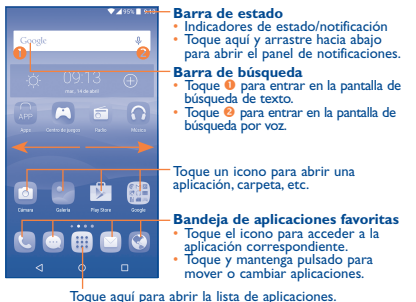 95% 9:13
Google
1
2
09:13
mar., 14 de abril
Apps Centro de juegos Radio Música
Cámara Galería Play Store Google
Barra de estado
• Indicadores de estado/notificación
• Toque aquí y arrastre hacia abajo
para abrir el panel de notificaciones.
Barra de búsqueda
• Toque 1 para entrar en la pantalla de
búsqueda de texto.
• Toque 2 para entrar en la pantalla de
búsqueda por voz.
Toque un icono para abrir una
aplicación, carpeta, etc.
Bandeja de aplicaciones favoritas
• Toque el icono para acceder a la
aplicación correspondiente.
• Toque y mantenga pulsado para
mover o cambiar aplicaciones.
Toque aquí para abrir la lista de aplicaciones.